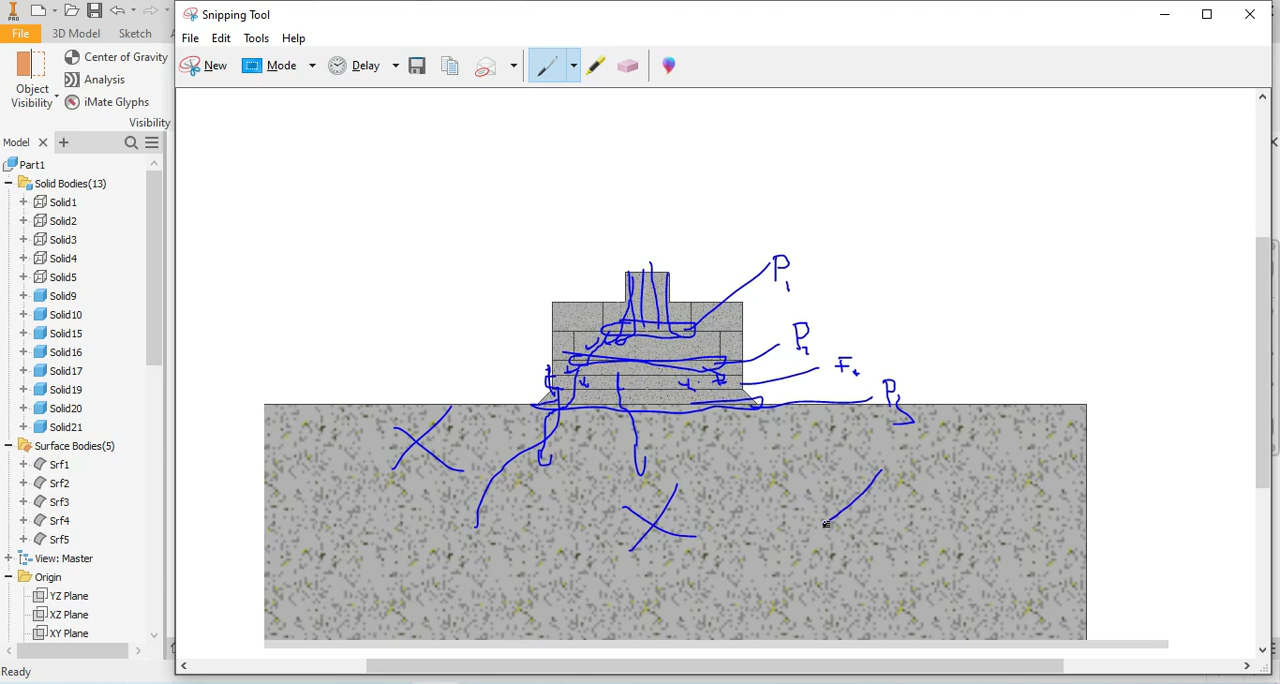 PRO
Snipping Tool
File
3D Model
Sketch
File Edit Tools Help
New Mode Delay
Object
Visibility
Center of Gravity
Analysis
iMate Glyphs
Visibility
Model
Part1
Solid Bodies(13)
Solid1
Solid2
Solid3
Solid4
Solid5
Solid9
Solid10
Solid15
Solid16
Solid17
Solid19
Solid20
Solid21
Surface Bodies(5)
Srf1
Srf2
Srf3
Srf4
Srf5
View: Master
Origin
YZ Plane
XZ Plane
XY Plane
Ready
P1
P2